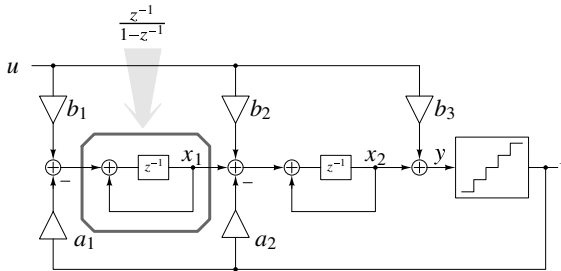 z⁻¹
1−z⁻¹
u
b₁
b₂
b₃
x₁
x₂
y
z⁻¹
z⁻¹
−
−
a₁
a₂